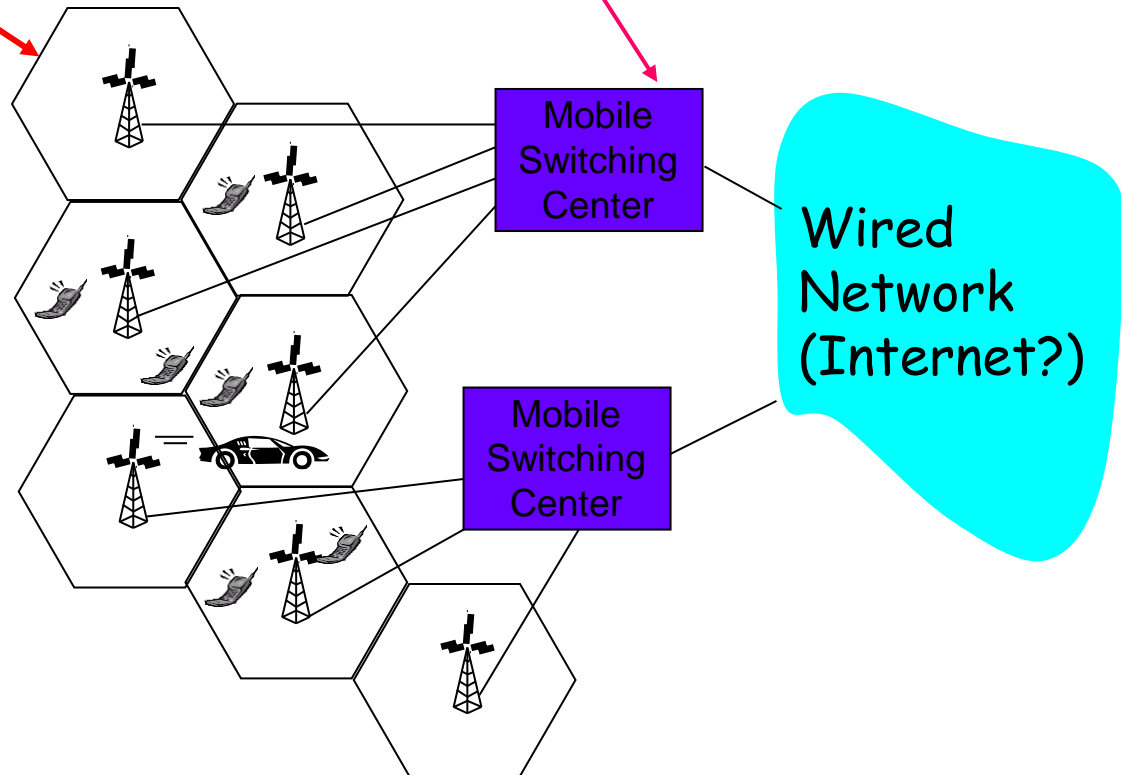 Mobile
Switching
Center
Wired
Network
(Internet?)
Mobile
Switching
Center